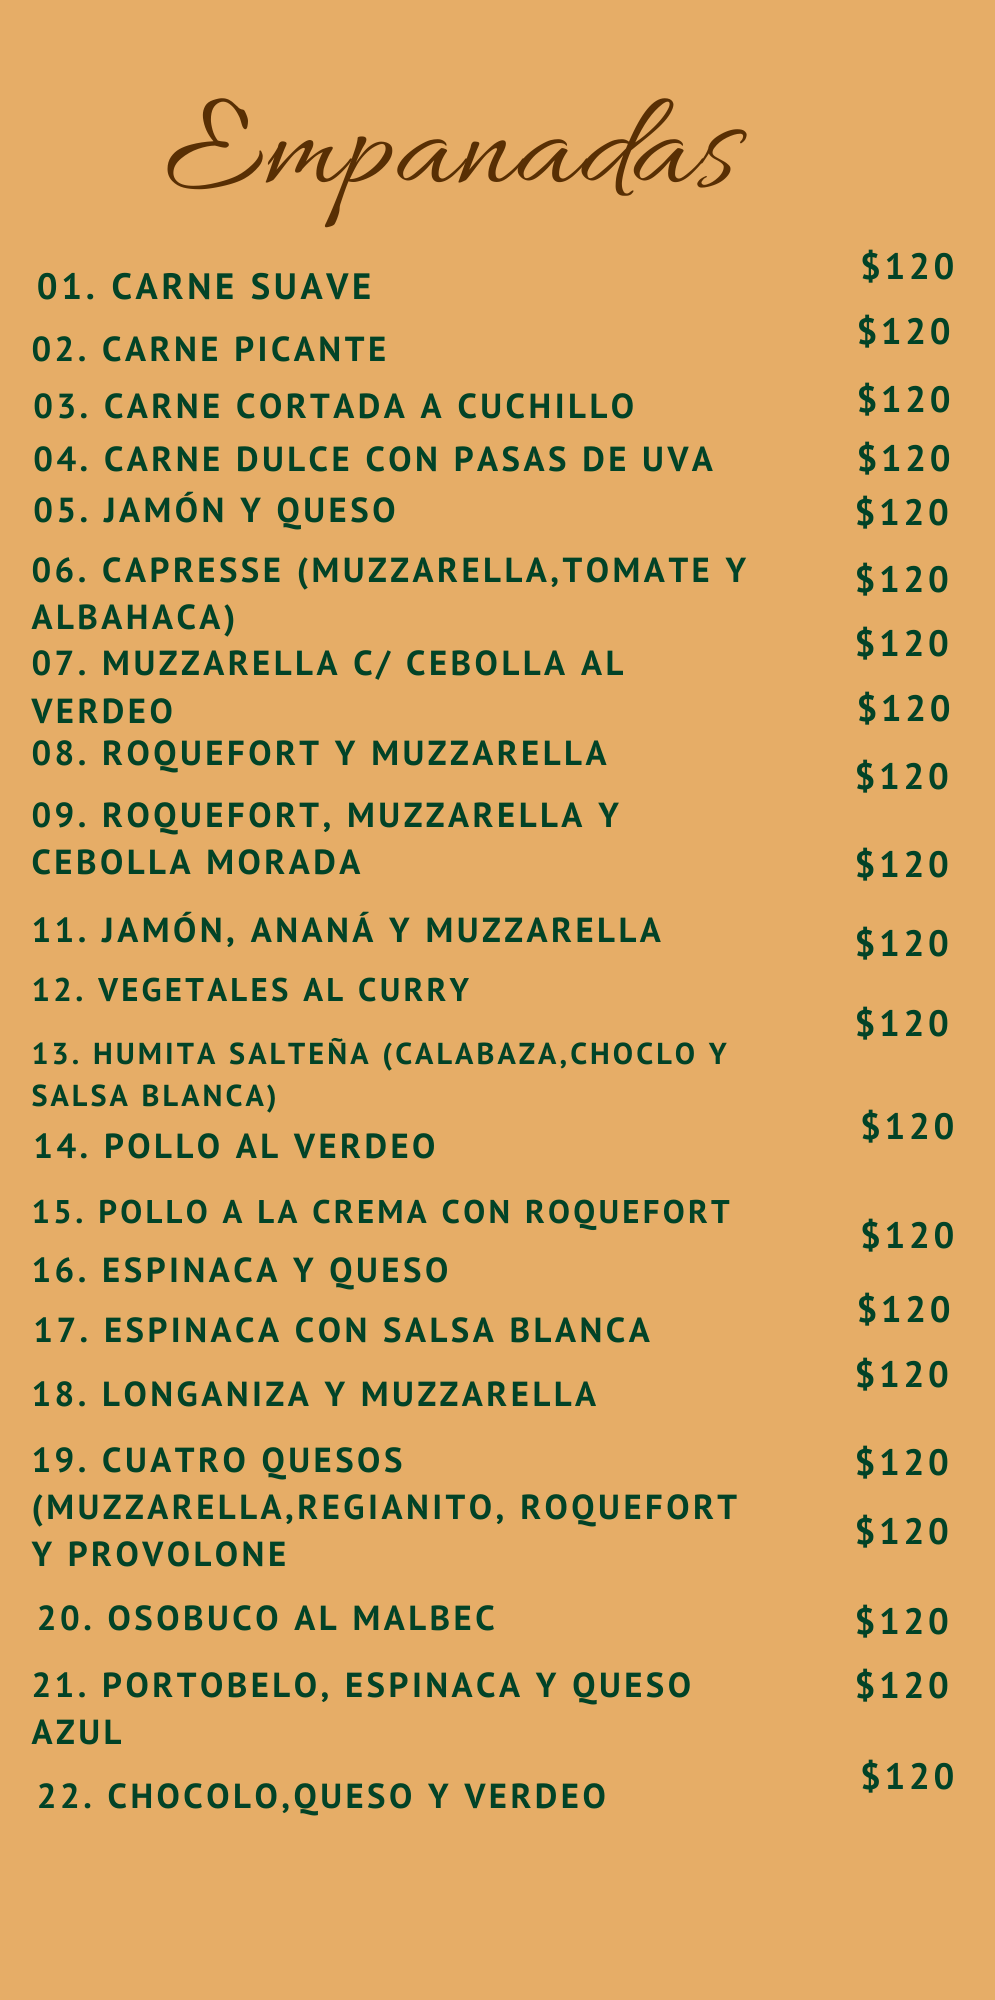 Empanadas
01. CARNE SUAVE
$120
02. CARNE PICANTE
$120
03. CARNE CORTADA A CUCHILLO
$120
04. CARNE DULCE CON PASAS DE UVA
$120
05. JAMÓN Y QUESO
$120
06. CAPRESSE (MUZZARELLA,TOMATE Y
ALBAHACA)
$120
07. MUZZARELLA C/ CEBOLLA AL
VERDEO
$120
08. ROQUEFORT Y MUZZARELLA
$120
09. ROQUEFORT, MUZZARELLA Y
CEBOLLA MORADA
$120
11. JAMÓN, ANANÁ Y MUZZARELLA
$120
12. VEGETALES AL CURRY
$120
13. HUMITA SALTEÑA (CALABAZA,CHOCLO Y
SALSA BLANCA)
$120
14. POLLO AL VERDEO
$120
15. POLLO A LA CREMA CON ROQUEFORT
$120
16. ESPINACA Y QUESO
$120
17. ESPINACA CON SALSA BLANCA
$120
18. LONGANIZA Y MUZZARELLA
$120
19. CUATRO QUESOS
(MUZZARELLA,REGIANITO, ROQUEFORT
Y PROVOLONE
$120
20. OSOBUCO AL MALBEC
$120
21. PORTOBELO, ESPINACA Y QUESO
AZUL
$120
22. CHOCOLO,QUESO Y VERDEO
$120